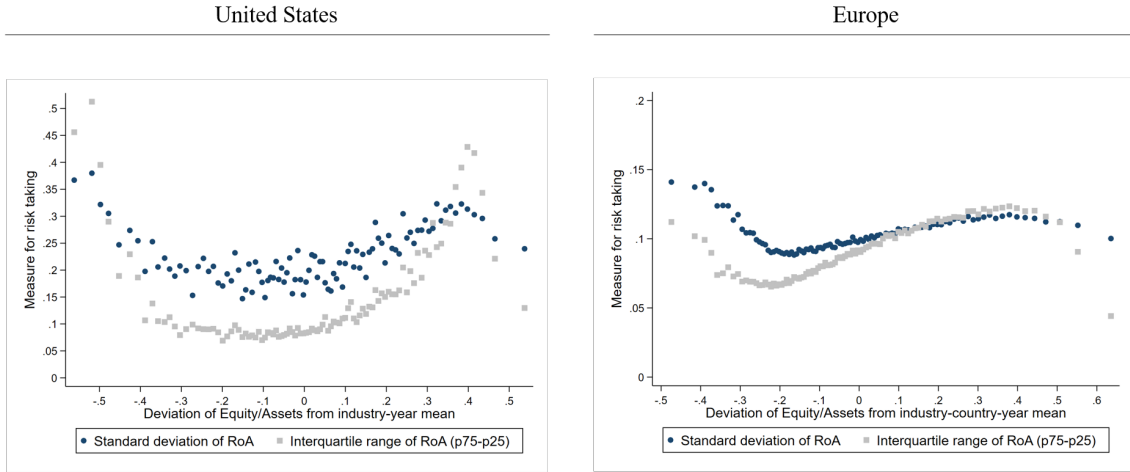 United States
Europe
Measure for risk taking
.5
.45
.4
.35
.3
.25
.2
.15
.1
.05
0
-.5 -.4 -.3 -.2 -.1 .0 .1 .2 .3 .4 .5
Deviation of Equity/Assets from industry-year mean
Standard deviation of RoA Interquartile range of RoA (p75-p25)
Measure for risk taking
.2
.15
.1
.05
0
-.5 -.4 -.3 -.2 -.1 .0 .1 .2 .3 .4 .5 .6
Deviation of Equity/Assets from industry-country-year mean
Standard deviation of RoA Interquartile range of RoA (p75-p25)